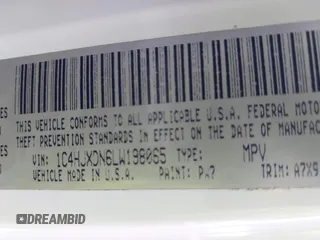 THIS VEHICLE CONFORMS TO ALL APPLICABLE U.S.A. FEDERAL MOTOR
THEFT PREVENTION STANDARDS IN EFFECT ON THE DATE OF MANUFAC
VIN: 1C4HJXDN6LW198065 TYPE: MPV
VEHICLE MADE IN U.S.A. PAINT: PW7 TRIM: A7X9
DREAMBID